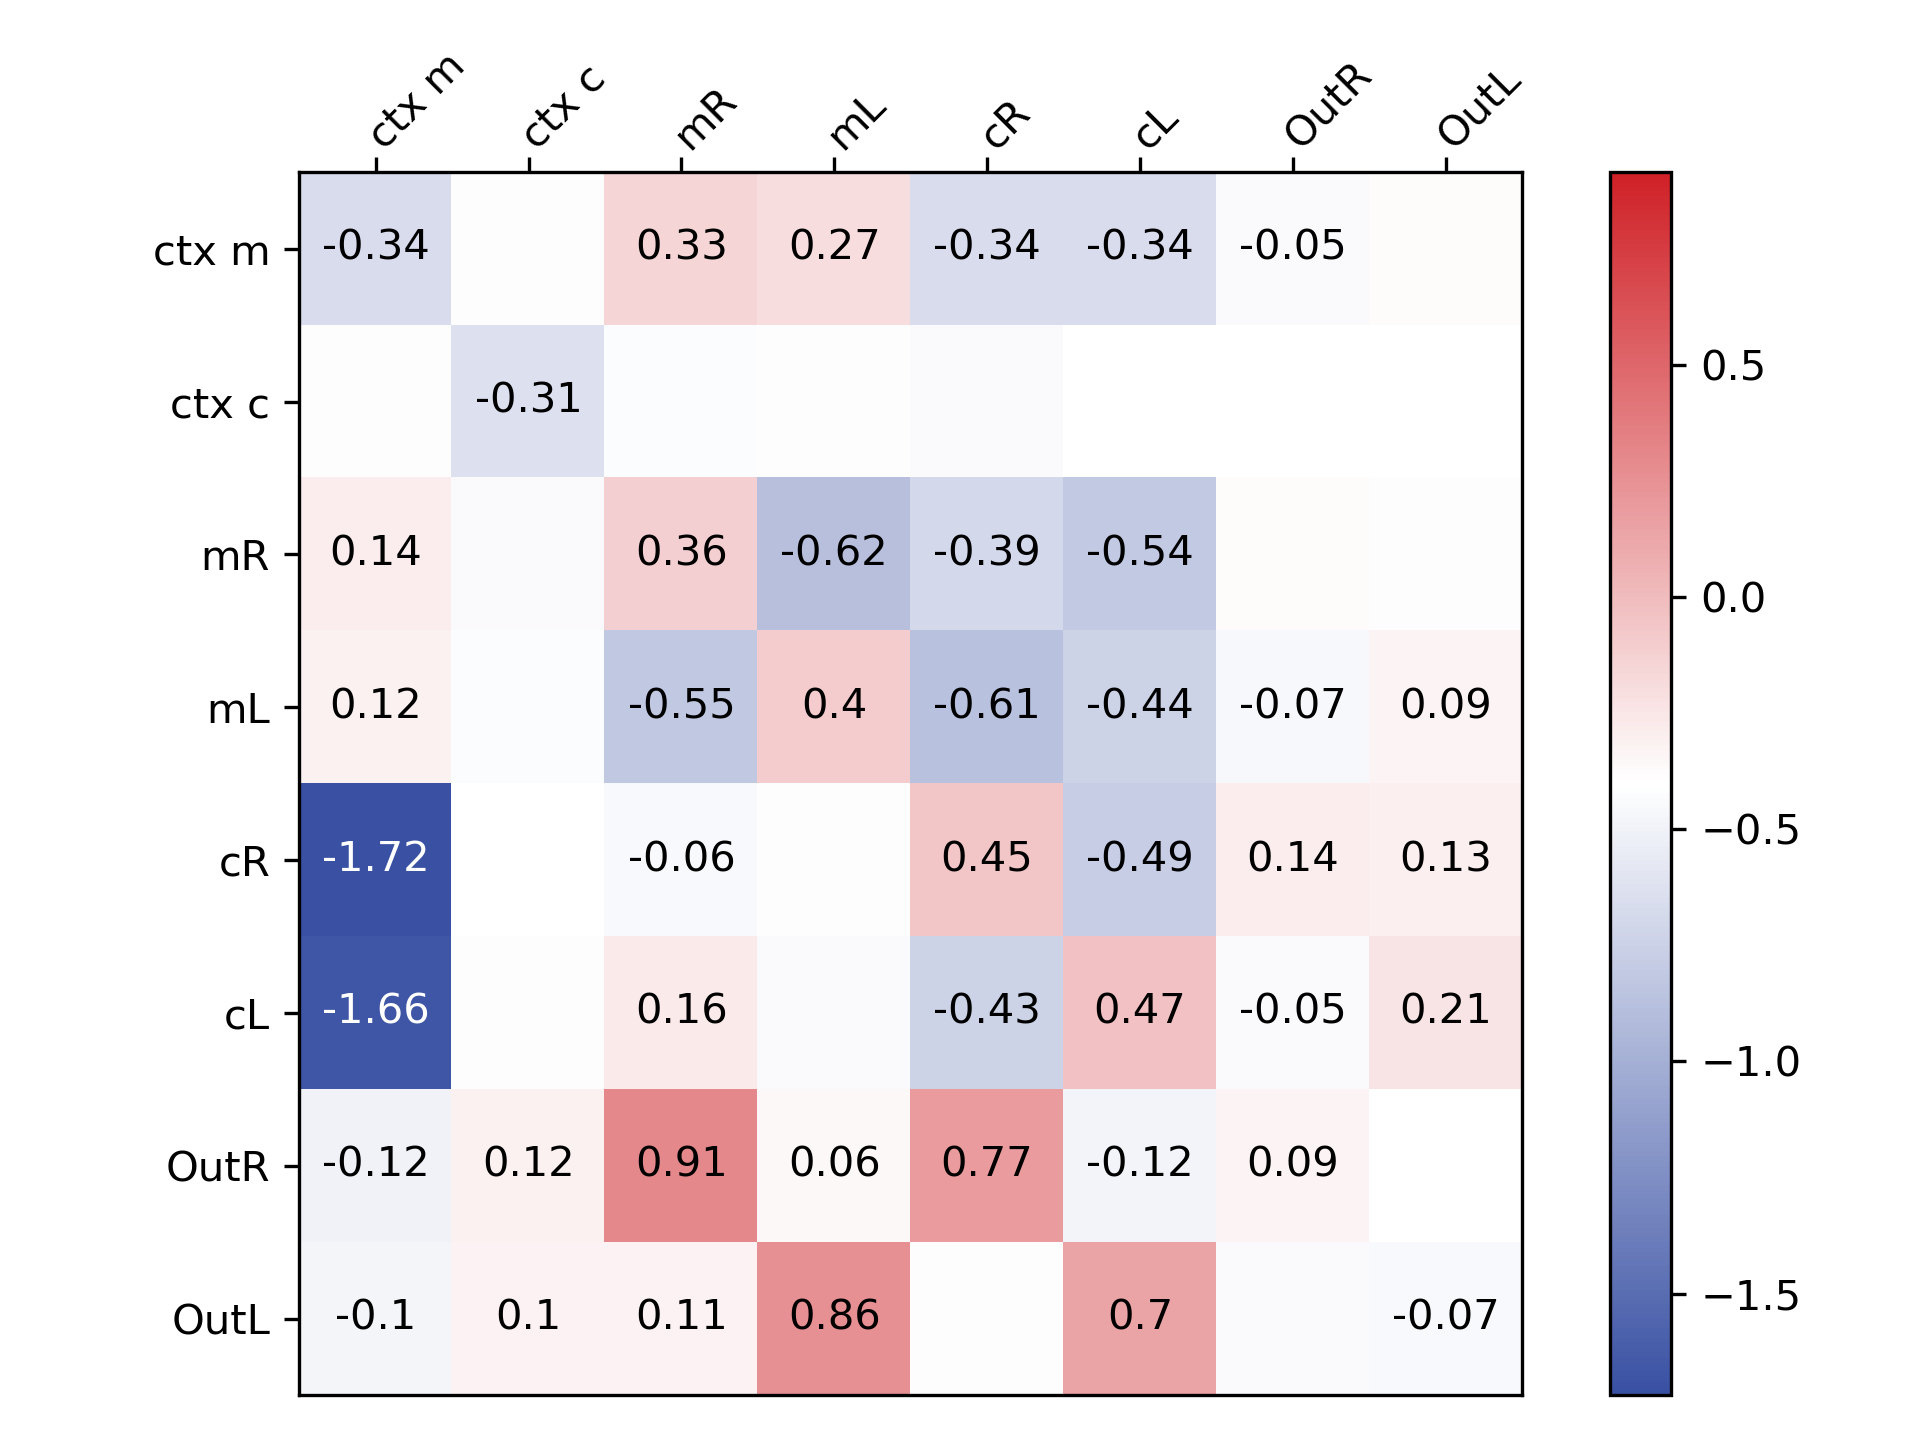 ctx m ctx c mR mL cR cL OutR OutL
ctx m -0.34 0.33 0.27 -0.34 -0.34 -0.05
ctx c -0.31
mR 0.14 0.36 -0.62 -0.39 -0.54
mL 0.12 -0.55 0.4 -0.61 -0.44 -0.07 0.09
cR -1.72 -0.06 0.45 -0.49 0.14 0.13
cL -1.66 0.16 -0.43 0.47 -0.05 0.21
OutR -0.12 0.12 0.91 0.06 0.77 -0.12 0.09
OutL -0.1 0.1 0.11 0.86 0.7 -0.07
0.5
0.0
−0.5
−1.0
−1.5